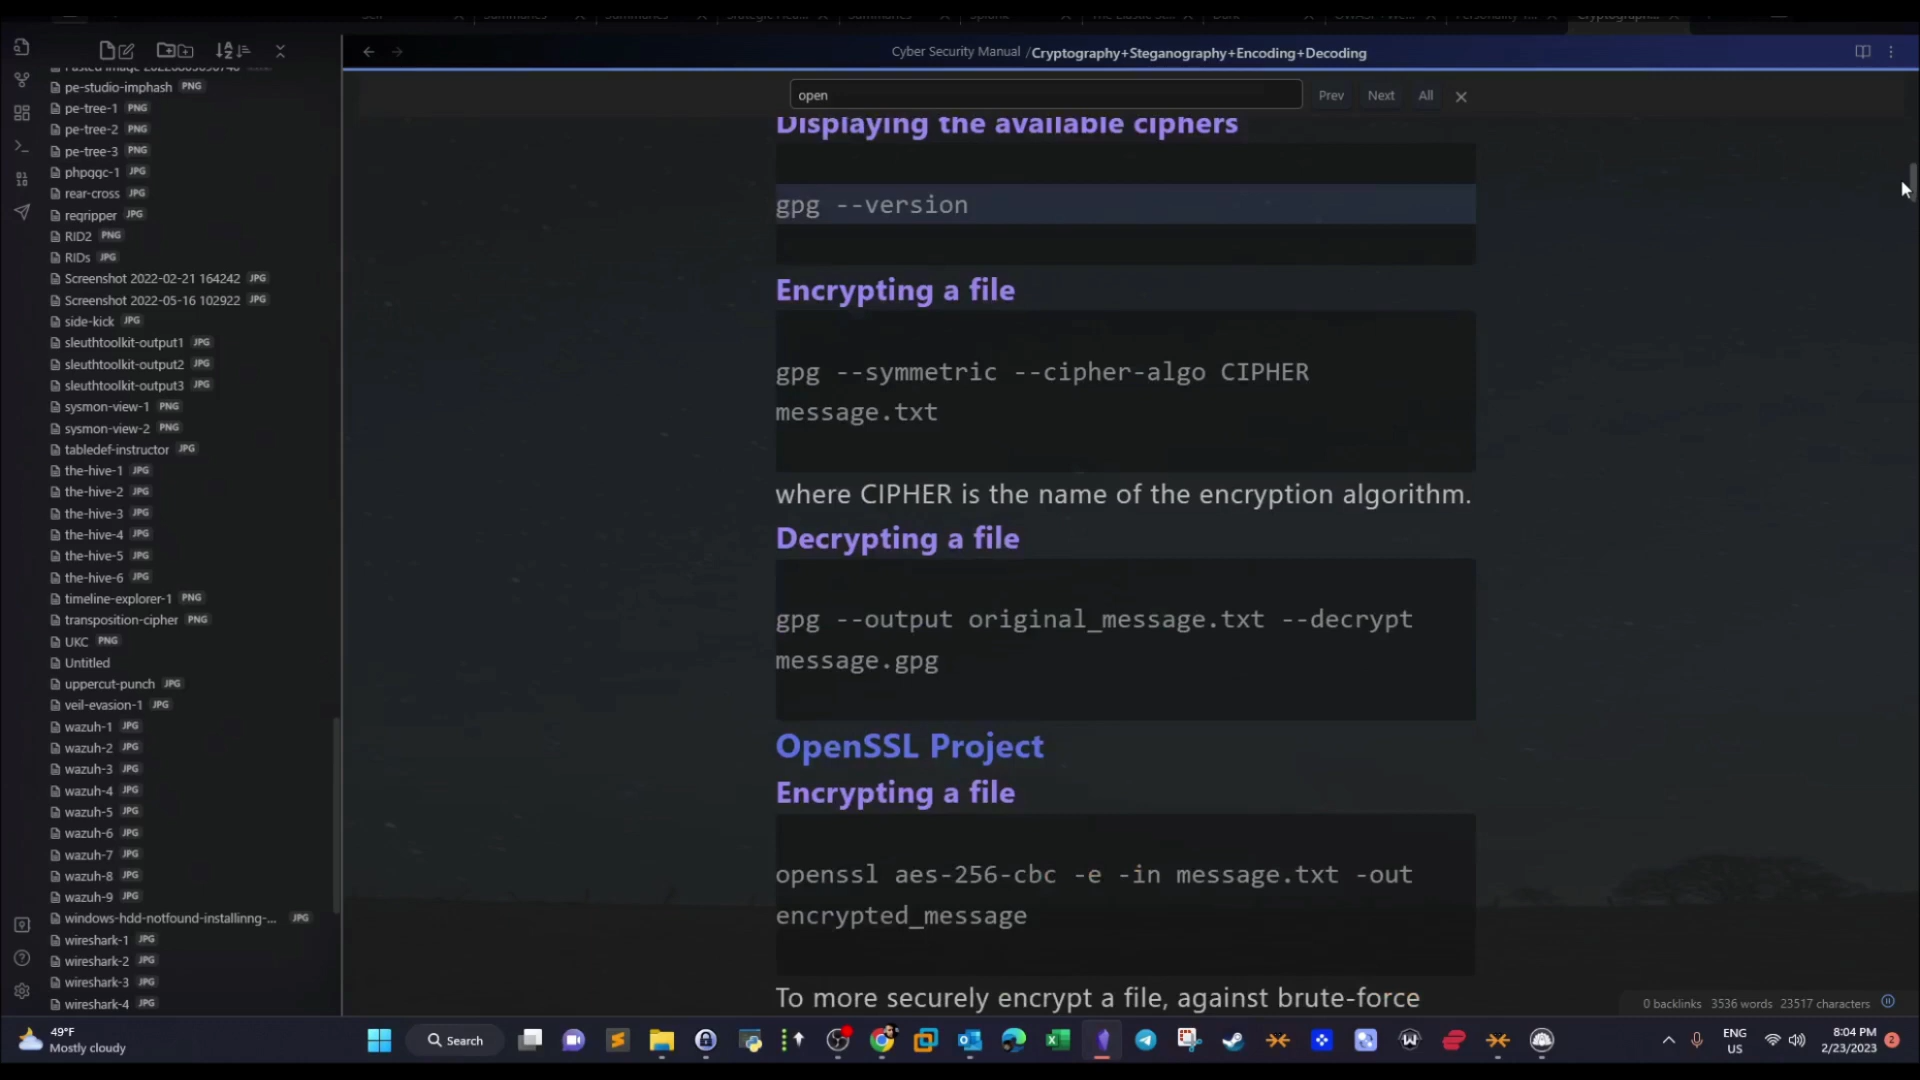 Cyber Security Manual / Cryptography+Steganography+Encoding+Decoding
open
Prev
Next
All
pe-studio-imphash PNG
pe-tree-1 PNG
pe-tree-2 PNG
pe-tree-3 PNG
phpggc-1 JPG
rear-cross JPG
regripper JPG
RID2 PNG
RIDs JPG
Screenshot 2022-02-21 164242 JPG
Screenshot 2022-05-16 102922 JPG
side-kick JPG
sleuthtoolkit-output1 JPG
sleuthtoolkit-output2 JPG
sleuthtoolkit-output3 JPG
sysmon-view-1 PNG
sysmon-view-2 PNG
tabledef-instructor JPG
the-hive-1 JPG
the-hive-2 JPG
the-hive-3 JPG
the-hive-4 JPG
the-hive-5 JPG
the-hive-6 JPG
timeline-explorer-1 PNG
transposition-cipher PNG
UKC PNG
Untitled
uppercut-punch JPG
veil-evasion-1 JPG
wazuh-1 JPG
wazuh-2 JPG
wazuh-3 JPG
wazuh-4 JPG
wazuh-5 JPG
wazuh-6 JPG
wazuh-7 JPG
wazuh-8 JPG
wazuh-9 JPG
windows-hdd-notfound-installinng-... JPG
wireshark-1 JPG
wireshark-2 JPG
wireshark-3 JPG
wireshark-4 JPG
Displaying the available ciphers
gpg --version
Encrypting a file
gpg --symmetric --cipher-algo CIPHER
message.txt
where CIPHER is the name of the encryption algorithm.
Decrypting a file
gpg --output original_message.txt --decrypt
message.gpg
OpenSSL Project
Encrypting a file
openssl aes-256-cbc -e -in message.txt -out
encrypted_message
To more securely encrypt a file, against brute-force
0 backlinks 3536 words 23517 characters
49°F
Mostly cloudy
Search
ENG
US
8:04 PM
2/23/2023
2